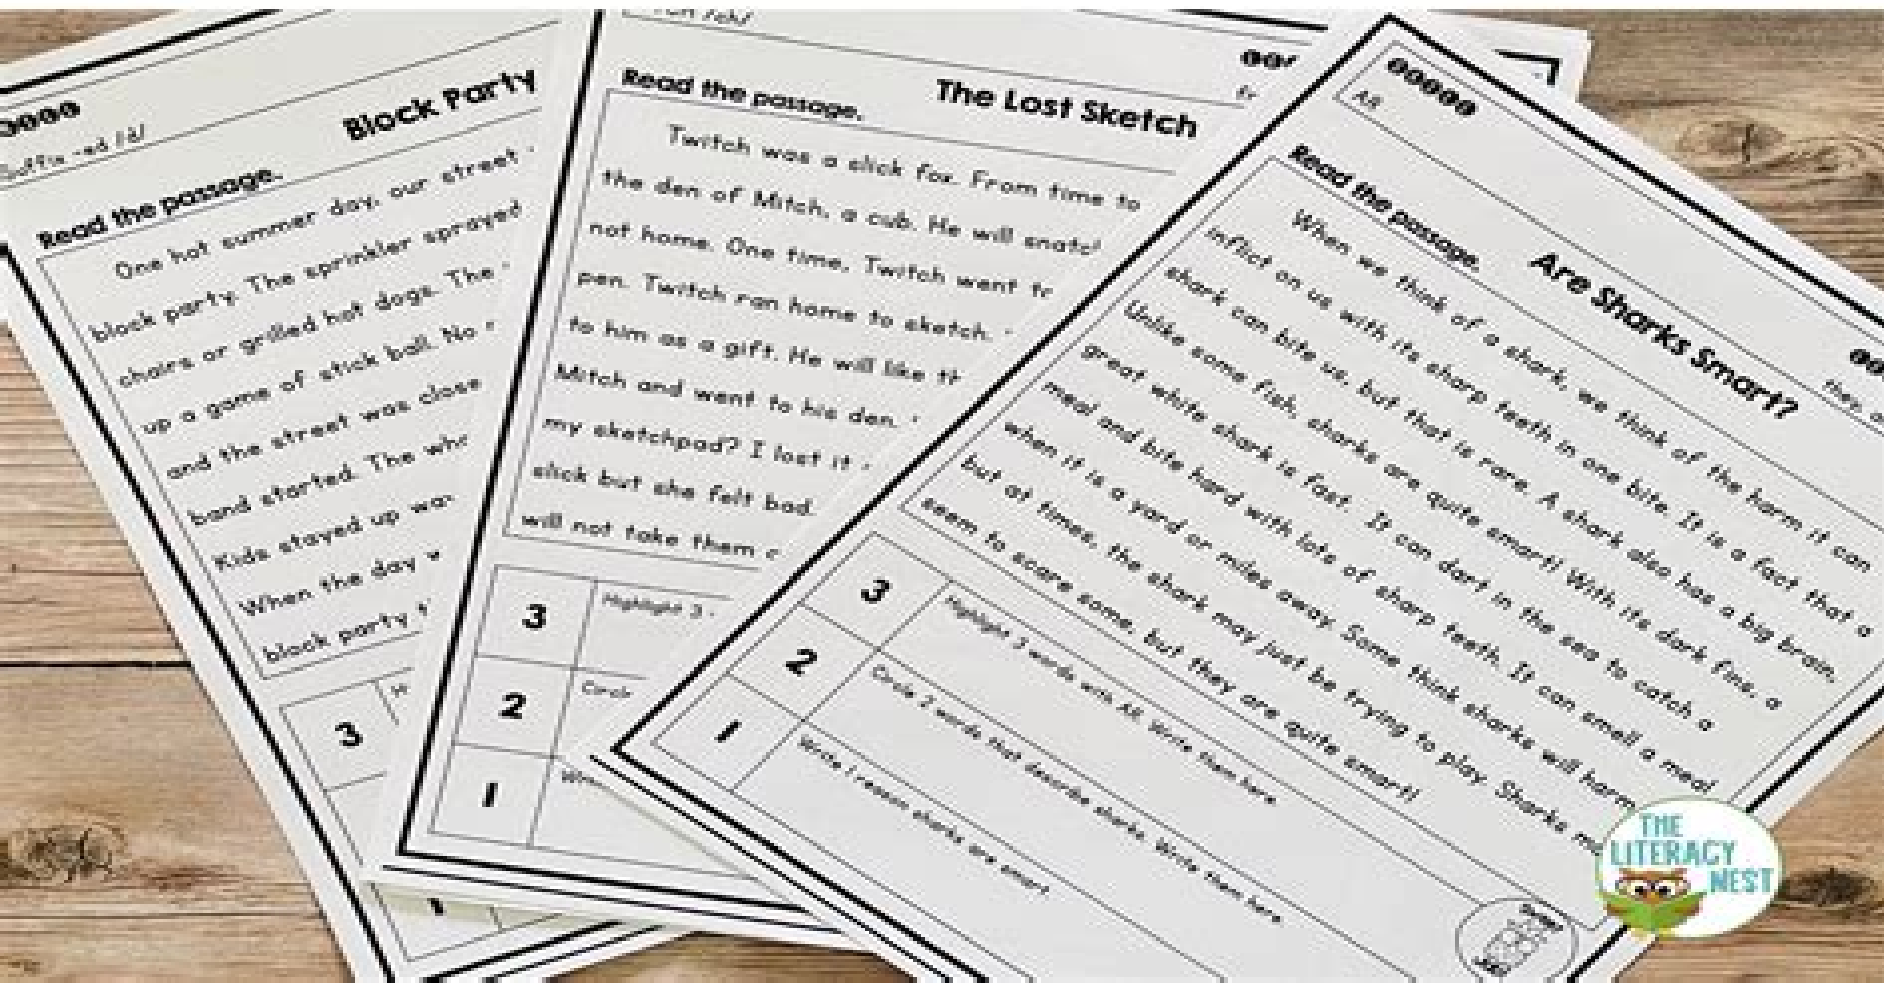 Suffix -ed /d/
Block Party
Read the passage.
One hot summer day, our street
block party. The sprinkler sprayed
chairs or grilled hot dogs. The
up a game of stick ball. No
and the street was close
band started. The who
Kids stayed up wa
When the day w
block party t
3
The Lost Sketch
Read the passage.
Twitch was a slick fox. From time to
the den of Mitch, a cub. He will snatc
not home. One time, Twitch went tr
pen. Twitch ran home to sketch.
to him as a gift. He will like th
Mitch and went to his den.
my sketchpad? I lost it
slick but she felt bad.
will not take them
3
Highlight 3
2
Circle
1
AR
Read the passage.
Are Sharks Smart?
When we think of a shark, we think of the harm it can
inflict on us with its sharp teeth in one bite. It is a fact that a
shark can bite us, but that is rare. A shark also has a big brain.
Unlike some fish, sharks are quite smart! With its dark fins, a
great white shark is fast. It can dart in the sea to catch a
meal and bite hard with lots of sharp teeth. It can smell a meal
when it is a yard or miles away. Some think sharks will harm
but at times, the shark may just be trying to play. Sharks
seem to scare some, but they are quite smart!
3
Highlight 3 words with AR. Write them here
2
Circle 2 words that describe sharks. Write them here
1
Write 1 reason sharks are smart
THE
LITERACY
NEST